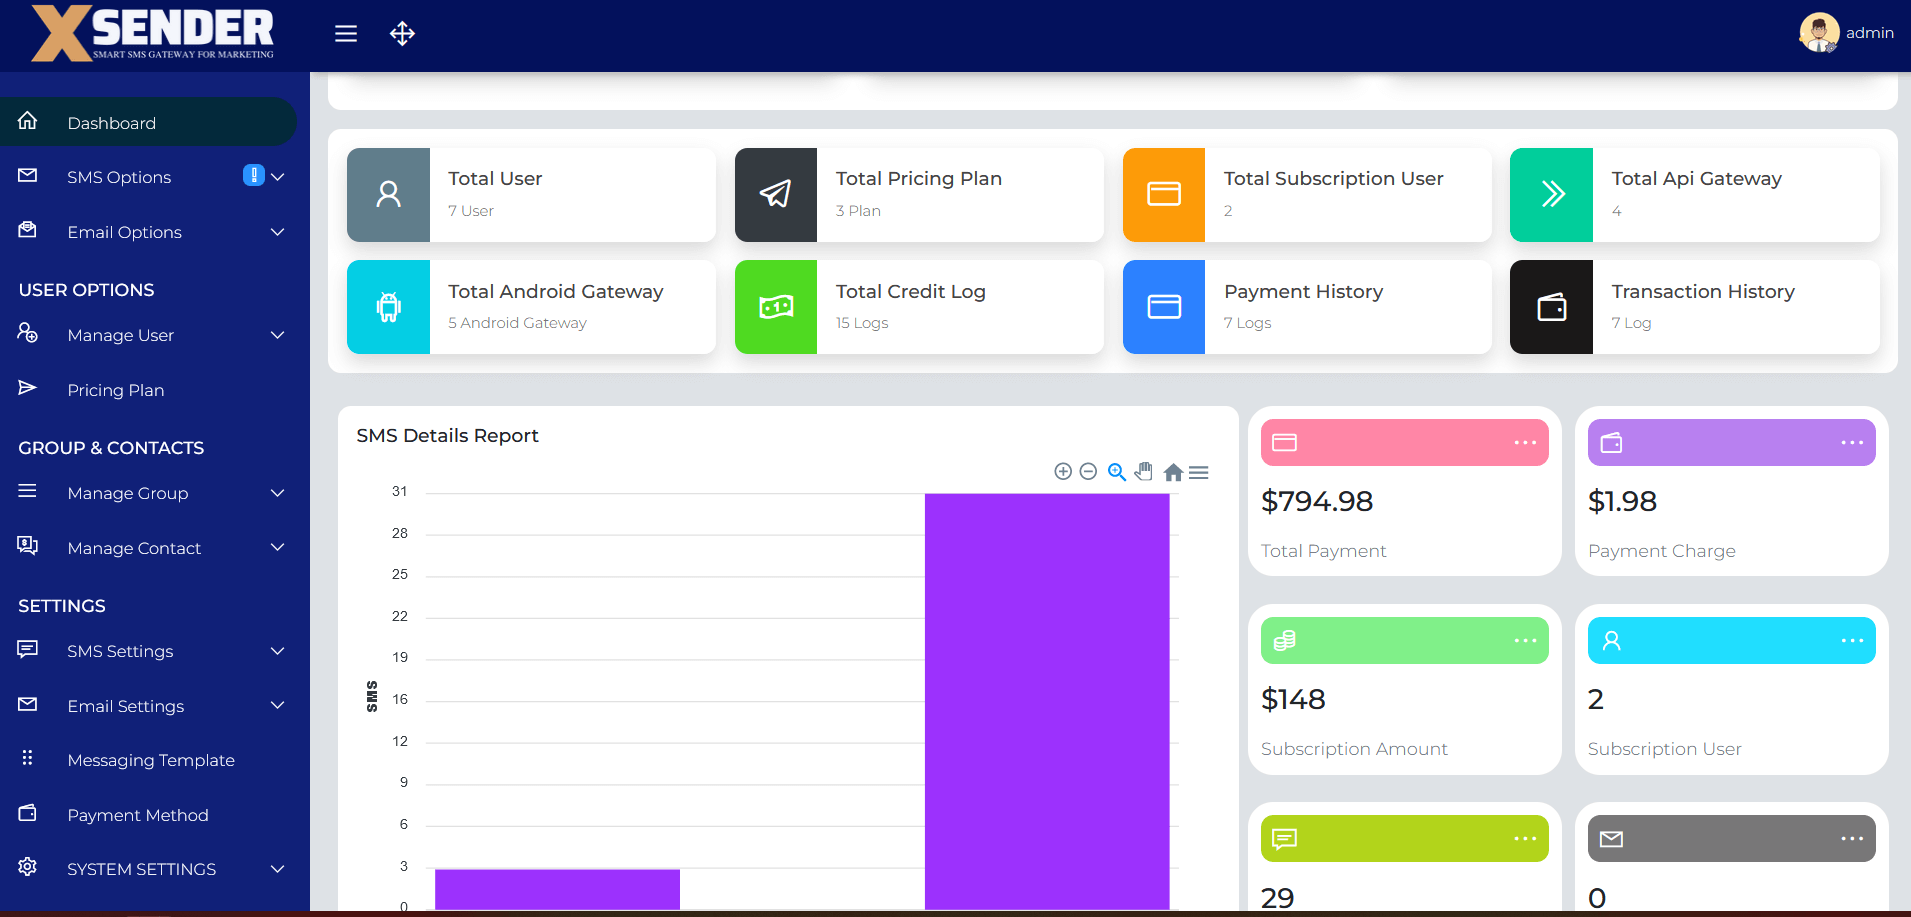 XSENDER
SMART SMS GATEWAY FOR MARKETING
admin
Dashboard
SMS Options
!
Email Options
USER OPTIONS
Manage User
Pricing Plan
GROUP & CONTACTS
Manage Group
Manage Contact
SETTINGS
SMS Settings
Email Settings
Messaging Template
Payment Method
SYSTEM SETTINGS
Total User
7 User
Total Pricing Plan
3 Plan
Total Subscription User
2
Total Api Gateway
4
Total Android Gateway
5 Android Gateway
Total Credit Log
15 Logs
Payment History
7 Logs
Transaction History
7 Log
SMS Details Report
31
28
25
22
19
16
12
9
6
3
0
SMS
$794.98
Total Payment
$1.98
Payment Charge
$148
Subscription Amount
2
Subscription User
29
0